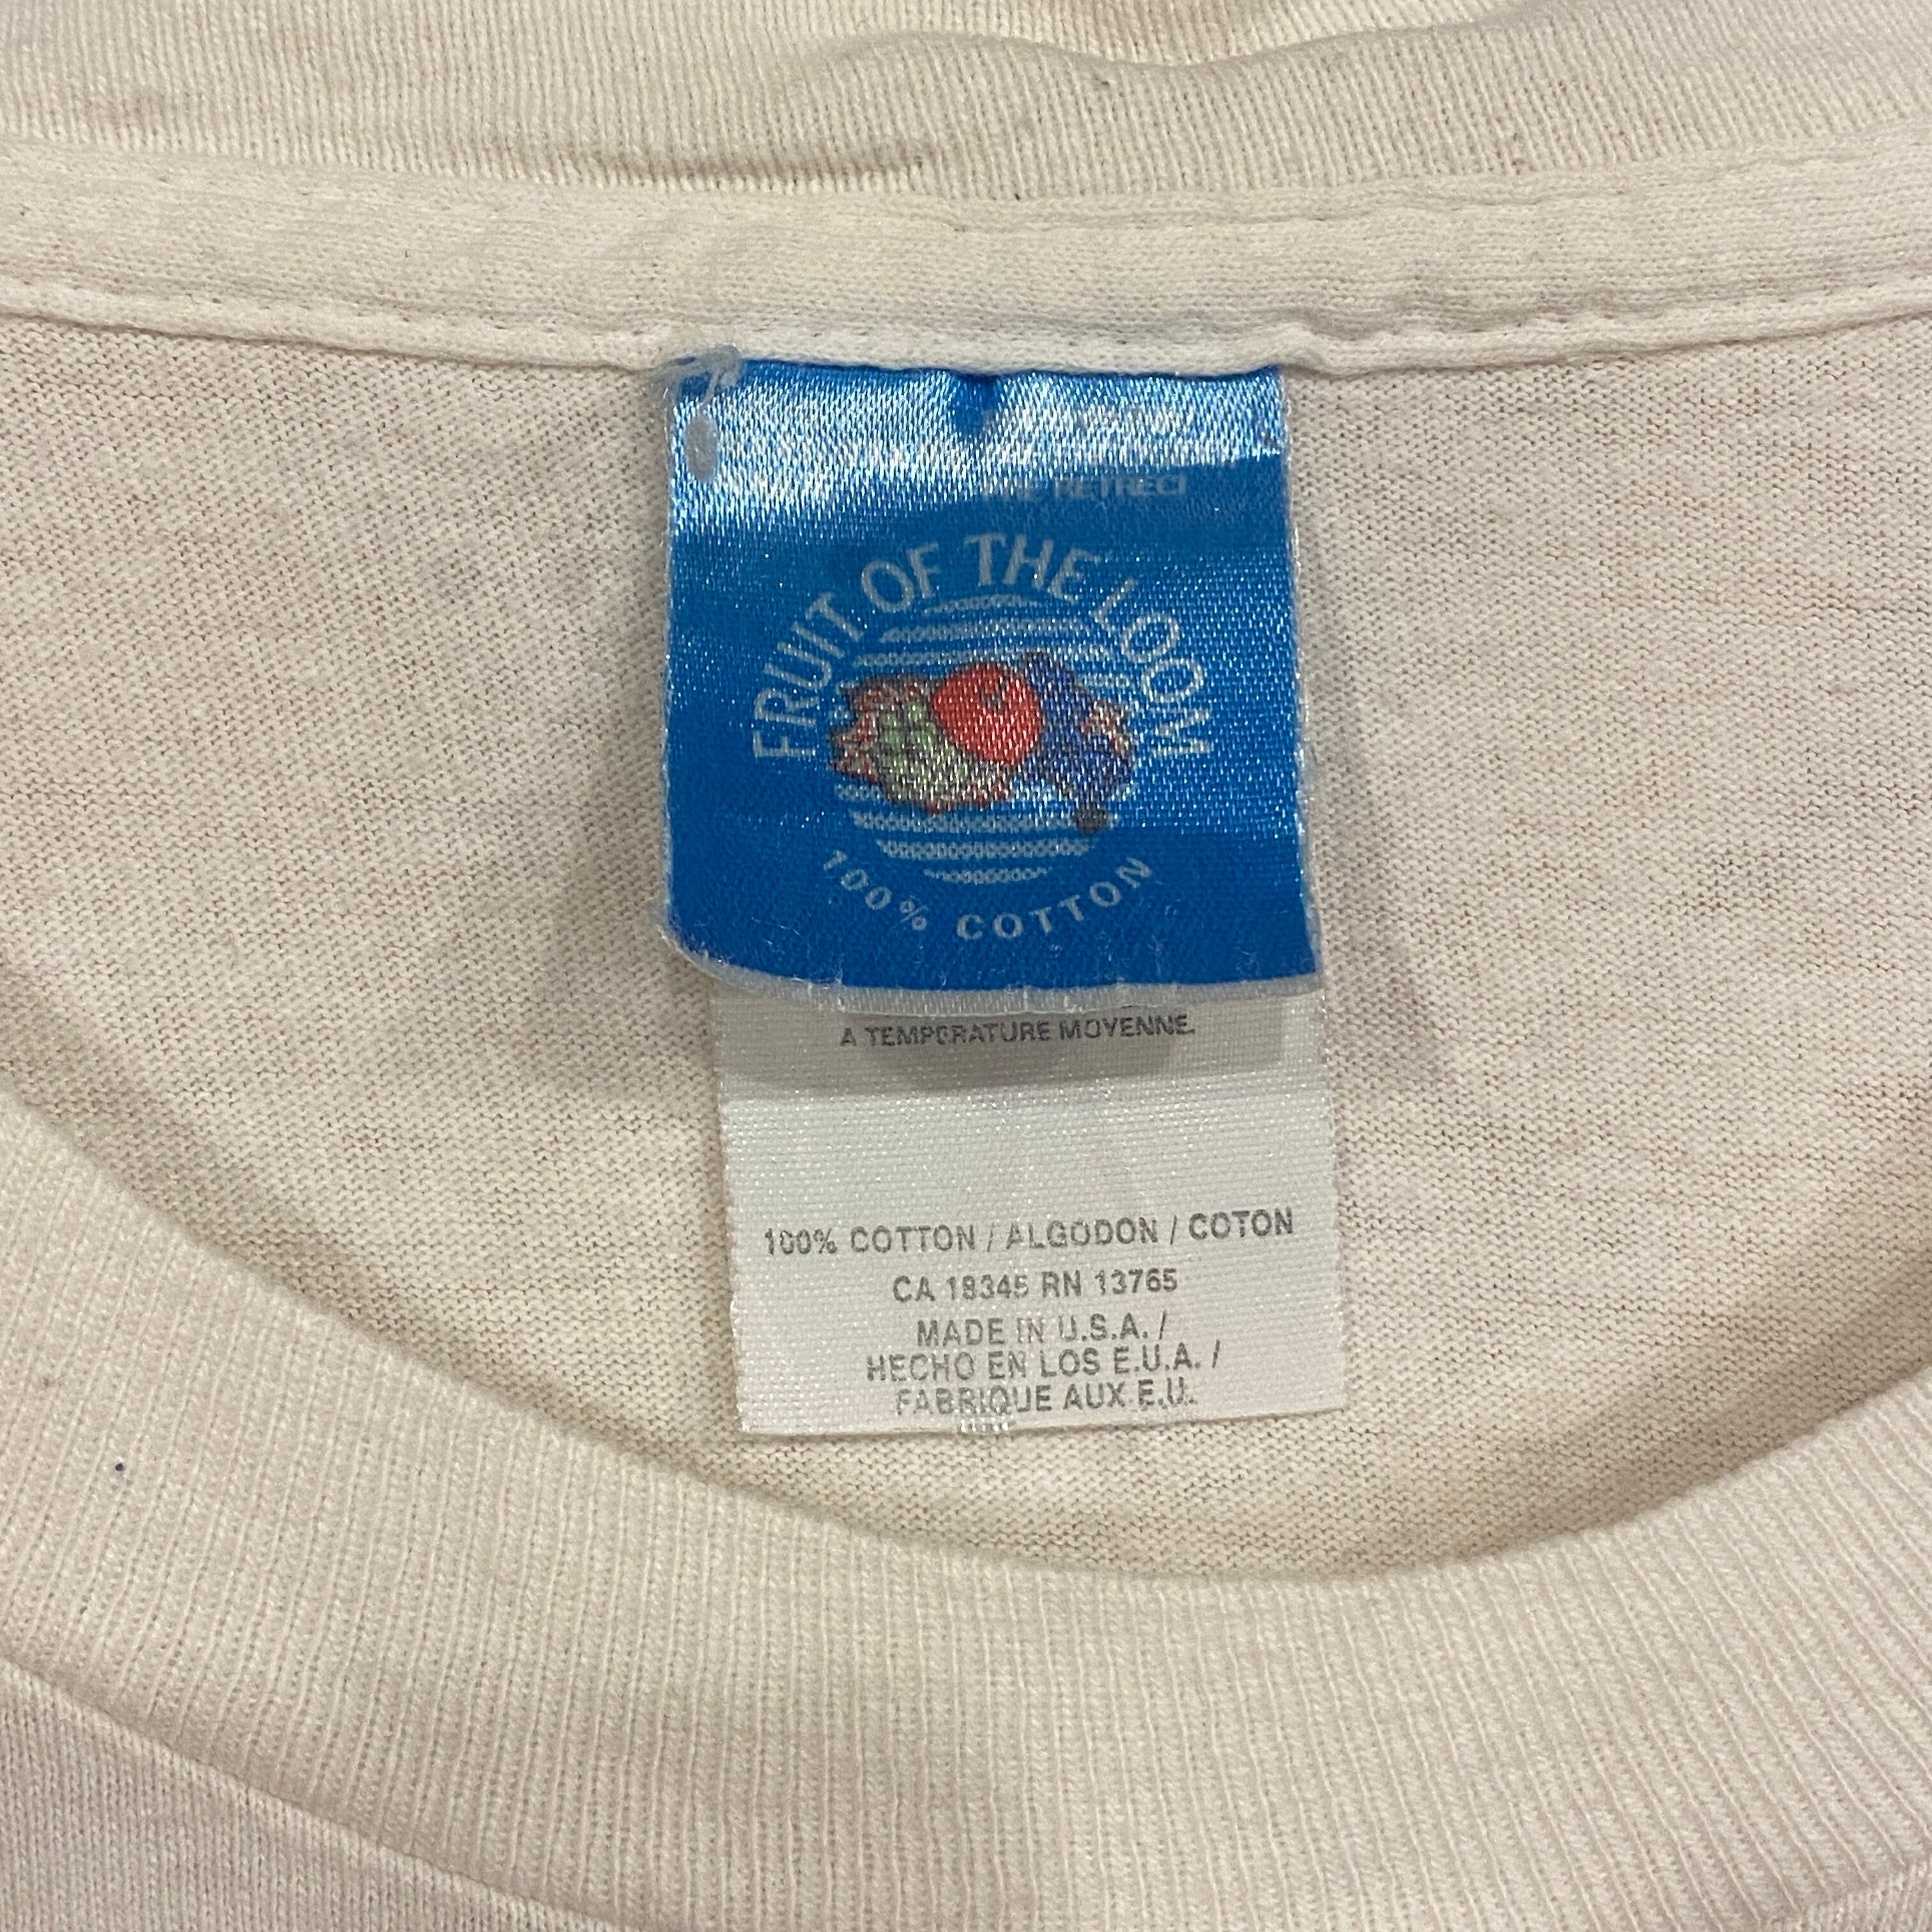 RETRECI
FRUIT OF THE LOOM
100% COTTON
A TEMPERATURE MOYENNE.
100% COTTON / ALGODON / COTON
CA 18345 RN 13765
MADE IN U.S.A. /
HECHO EN LOS E.U.A. /
FABRIQUE AUX E.U.